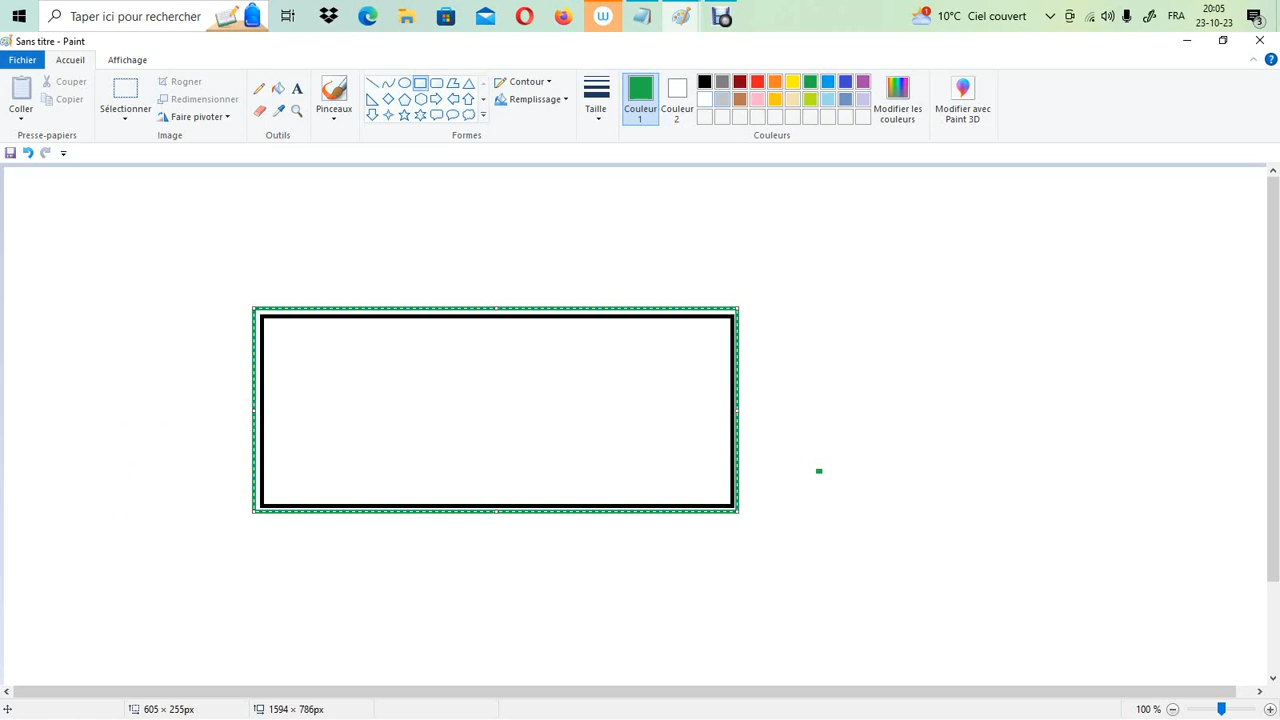 Taper ici pour rechercher
W
1
10°C Ciel couvert
FRA
20:05
23-10-23
3
Sans titre - Paint
Fichier
Accueil
Affichage
?
Coller
Couper
Copier
Presse-papiers
Sélectionner
Rogner
Redimensionner
Faire pivoter
Image
A
Outils
Pinceaux
Contour
Remplissage
Formes
Taille
Couleur
1
Couleur
2
Modifier les
couleurs
Couleurs
Modifier avec
Paint 3D
605 × 255px
1594 × 786px
100 %